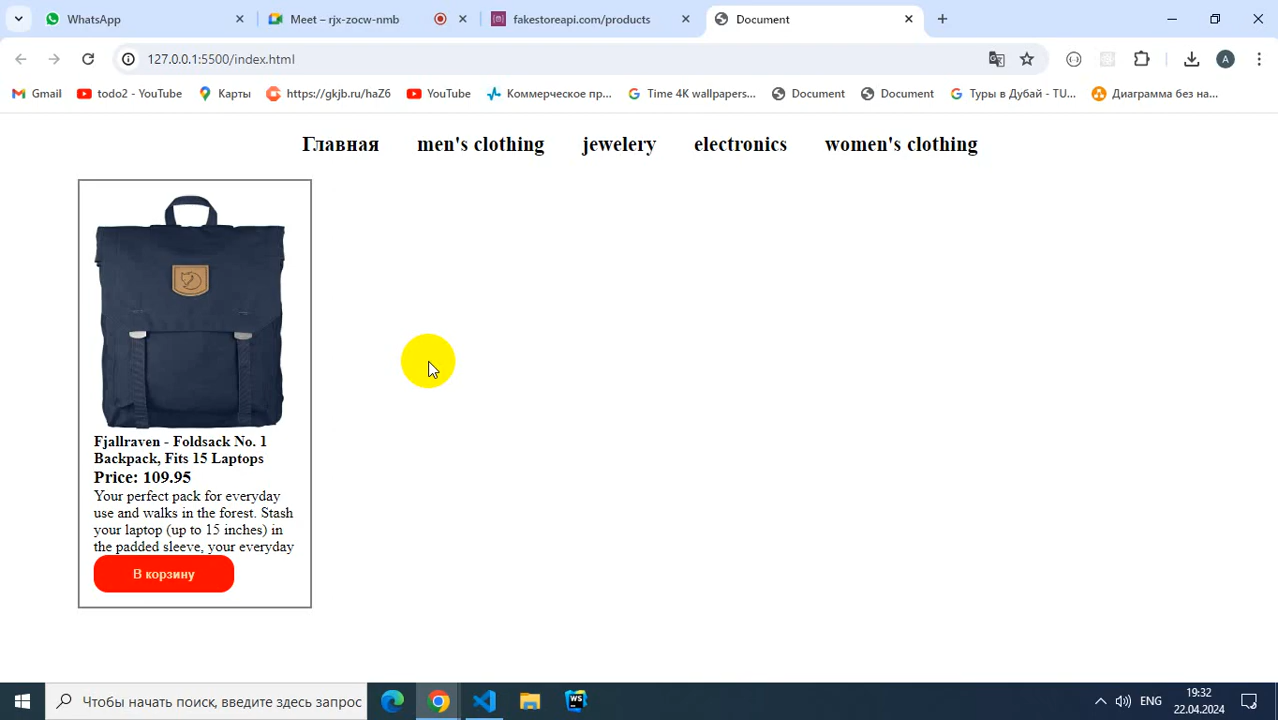 WhatsApp
Meet – rjx-zocw-nmb
fakestoreapi.com/products
Document
127.0.0.1:5500/index.html
A
Gmail
todo2 - YouTube
Карты
https://gkjb.ru/haZ6
YouTube
Коммерческое пр...
Time 4K wallpapers...
Document
Document
Туры в Дубай - TU...
Диаграмма без на...
Главная
men's clothing
jewelery
electronics
women's clothing
Fjallraven - Foldsack No. 1
Backpack, Fits 15 Laptops
Price: 109.95
Your perfect pack for everyday
use and walks in the forest. Stash
your laptop (up to 15 inches) in
the padded sleeve, your everyday
В корзину
Чтобы начать поиск, введите здесь запрос
WS
ENG
19:32
22.04.2024